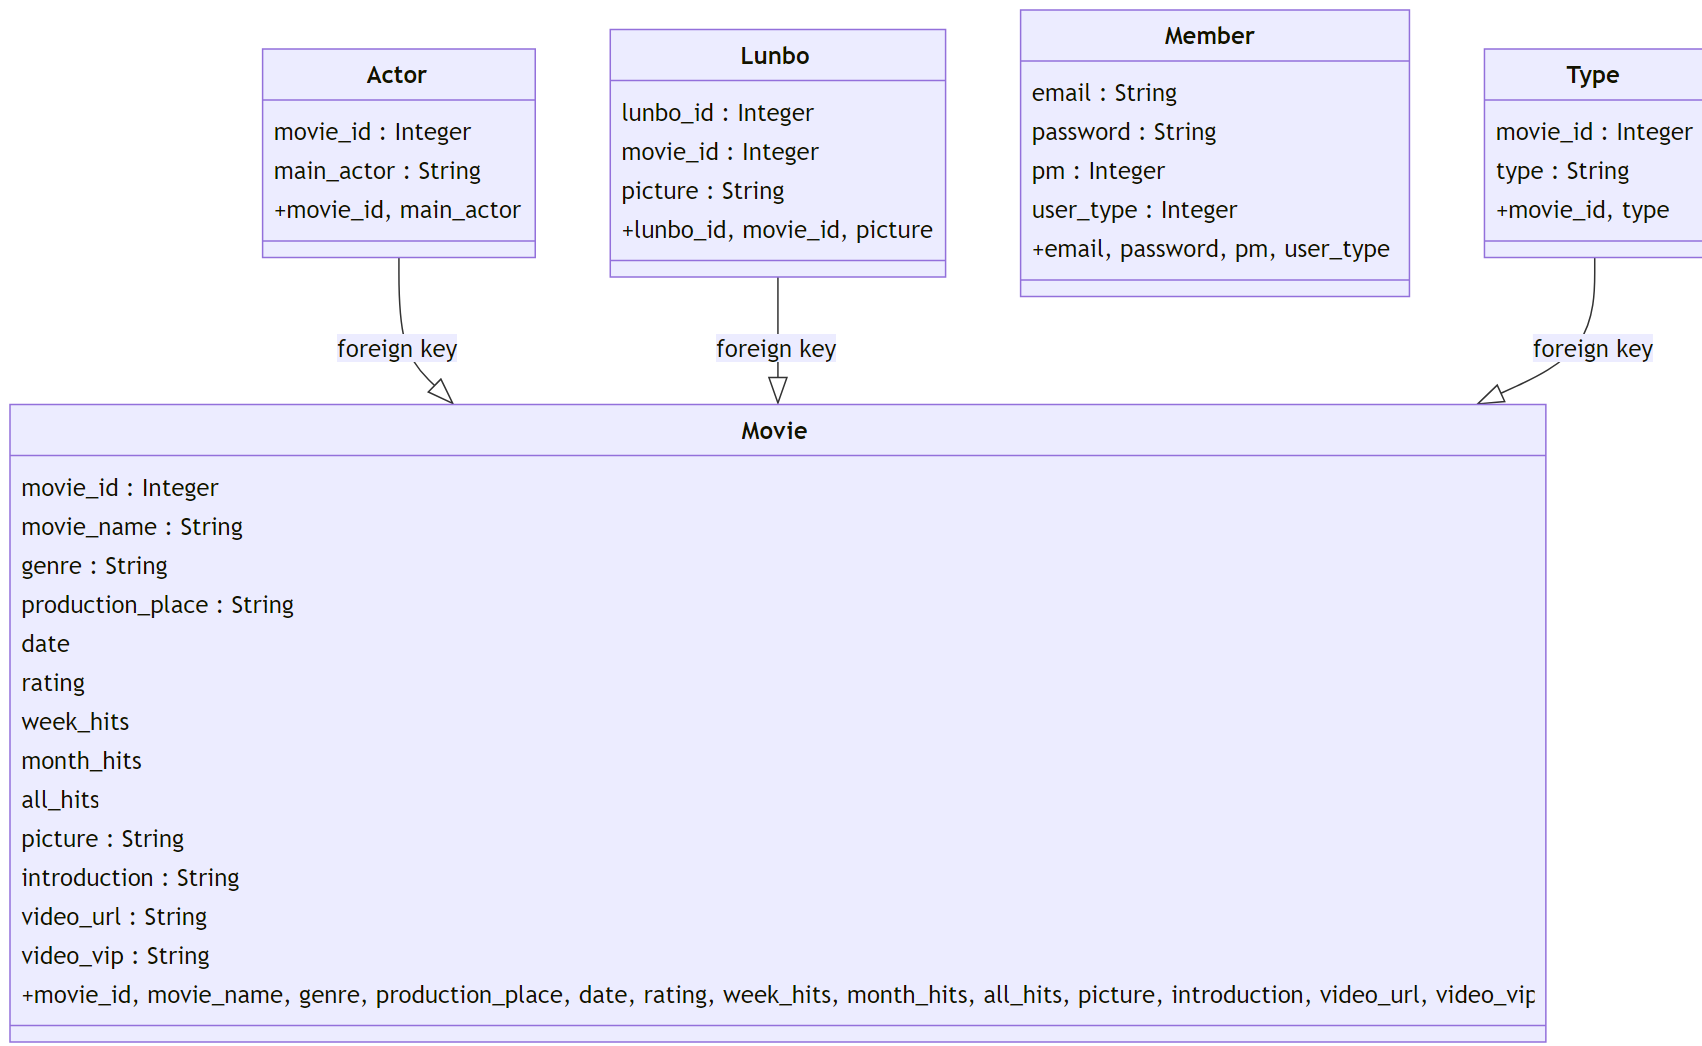 Actor
movie_id : Integer
main_actor : String
+movie_id, main_actor
Lunbo
lunbo_id : Integer
movie_id : Integer
picture : String
+lunbo_id, movie_id, picture
Member
email : String
password : String
pm : Integer
user_type : Integer
+email, password, pm, user_type
Type
movie_id : Integer
type : String
+movie_id, type
foreign key
foreign key
foreign key
Movie
movie_id : Integer
movie_name : String
genre : String
production_place : String
date
rating
week_hits
month_hits
all_hits
picture : String
introduction : String
video_url : String
video_vip : String
+movie_id, movie_name, genre, production_place, date, rating, week_hits, month_hits, all_hits, picture, introduction, video_url, video_vip